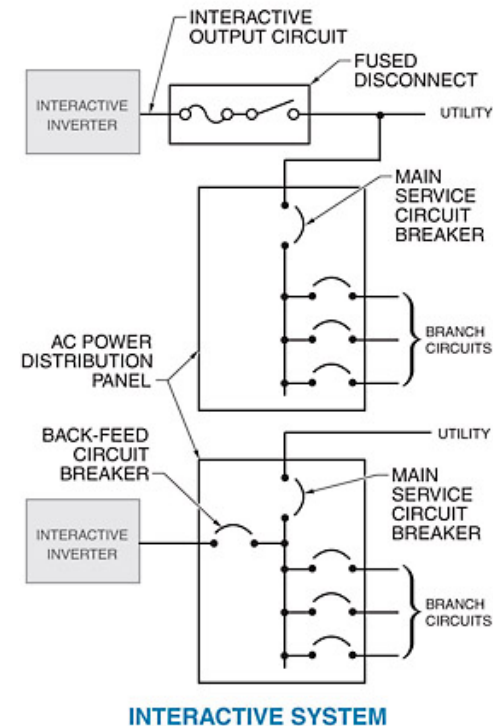 INTERACTIVE
OUTPUT CIRCUIT
FUSED
DISCONNECT
INTERACTIVE
INVERTER
UTILITY
MAIN
SERVICE
CIRCUIT
BREAKER
AC POWER
DISTRIBUTION
PANEL
BRANCH
CIRCUITS
BACK-FEED
CIRCUIT
BREAKER
UTILITY
MAIN
SERVICE
CIRCUIT
BREAKER
INTERACTIVE
INVERTER
BRANCH
CIRCUITS
INTERACTIVE SYSTEM